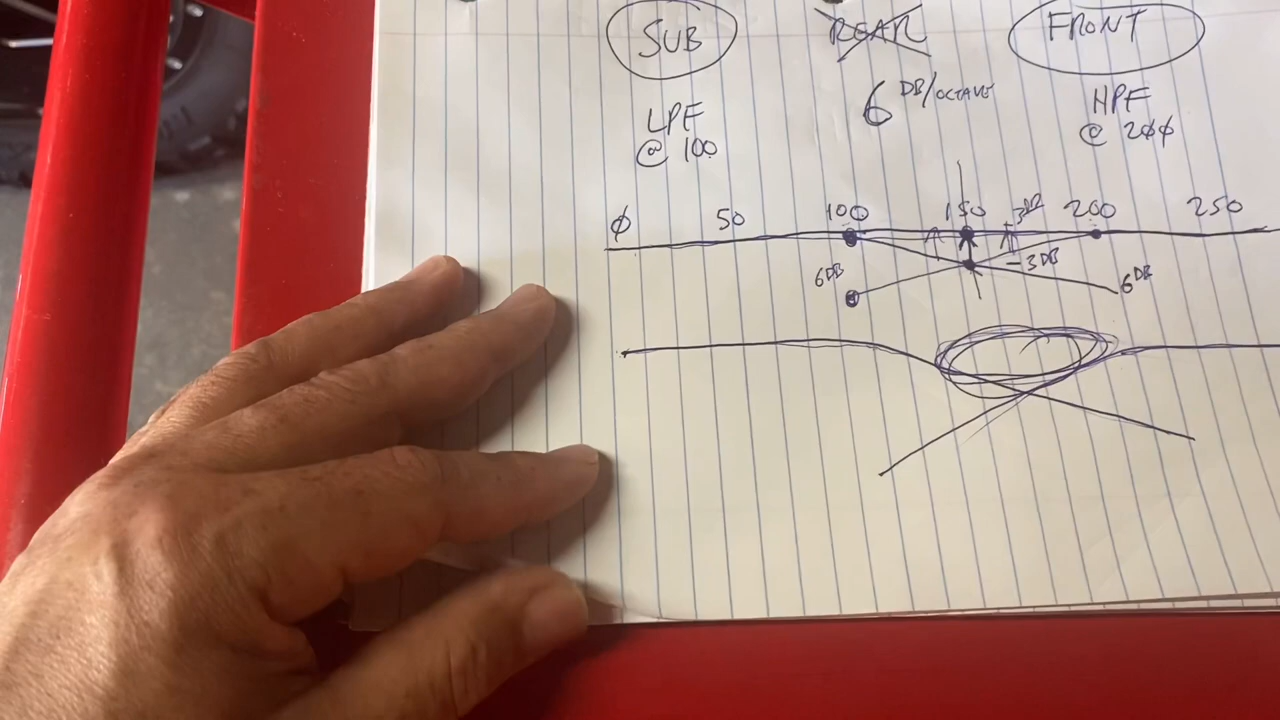 SUB
REAR
FRONT
6 DB/OCTAVE
LPF
@ 100
HPF
@ 200
0 50 100 150 200 250
-3DB
6DB
6DB